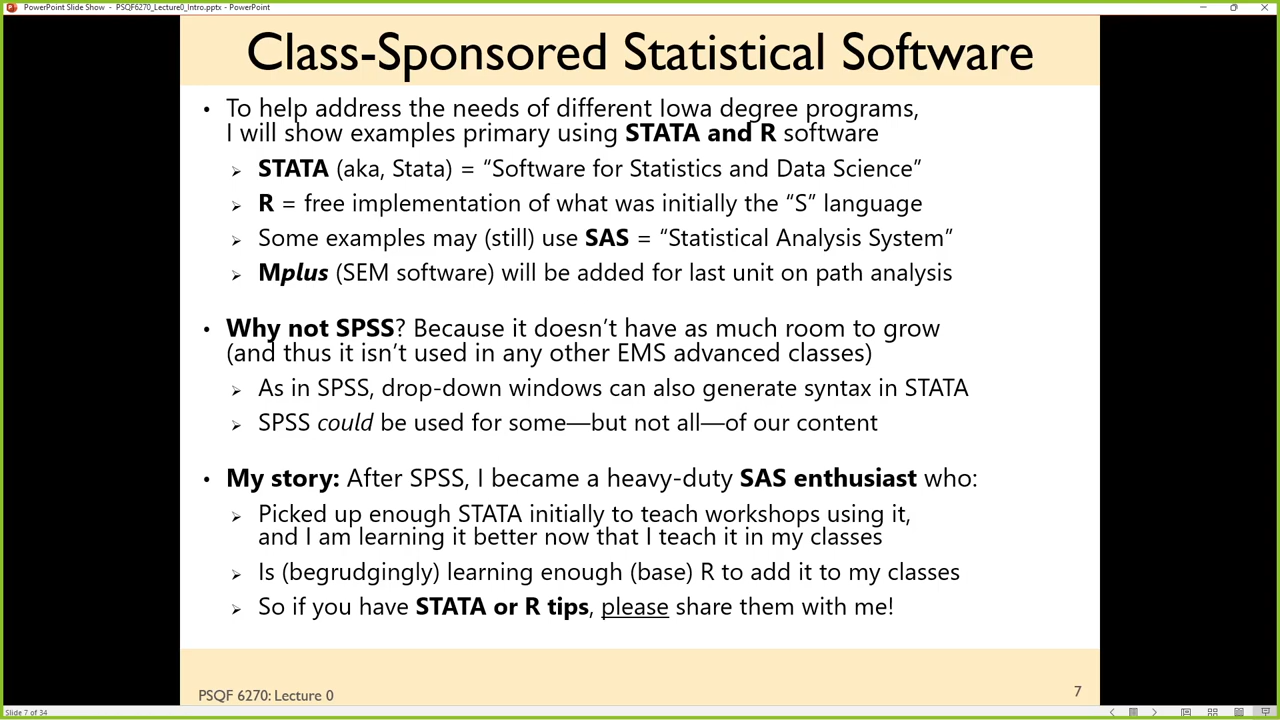 PowerPoint Slide Show - PSQF6270_Lecture0_Intro.pptx - PowerPoint
Class-Sponsored Statistical Software
• To help address the needs of different Iowa degree programs,
I will show examples primary using STATA and R software
➢ STATA (aka, Stata) = “Software for Statistics and Data Science”
➢ R = free implementation of what was initially the “S” language
➢ Some examples may (still) use SAS = “Statistical Analysis System”
➢ Mplus (SEM software) will be added for last unit on path analysis
• Why not SPSS? Because it doesn’t have as much room to grow
(and thus it isn’t used in any other EMS advanced classes)
➢ As in SPSS, drop-down windows can also generate syntax in STATA
➢ SPSS could be used for some—but not all—of our content
• My story: After SPSS, I became a heavy-duty SAS enthusiast who:
➢ Picked up enough STATA initially to teach workshops using it,
and I am learning it better now that I teach it in my classes
➢ Is (begrudgingly) learning enough (base) R to add it to my classes
➢ So if you have STATA or R tips, please share them with me!
PSQF 6270: Lecture 0
7
Slide 7 of 34